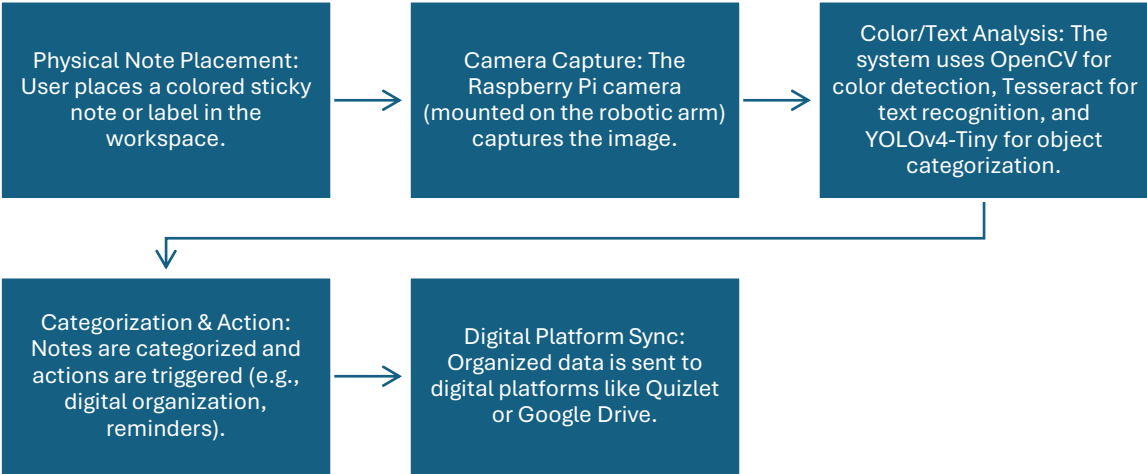 Physical Note Placement:
User places a colored sticky
note or label in the
workspace.
Camera Capture: The
Raspberry Pi camera
(mounted on the robotic arm)
captures the image.
Color/Text Analysis: The
system uses OpenCV for
color detection, Tesseract for
text recognition, and
YOLOv4-Tiny for object
categorization.
Categorization & Action:
Notes are categorized and
actions are triggered (e.g.,
digital organization,
reminders).
Digital Platform Sync:
Organized data is sent to
digital platforms like Quizlet
or Google Drive.